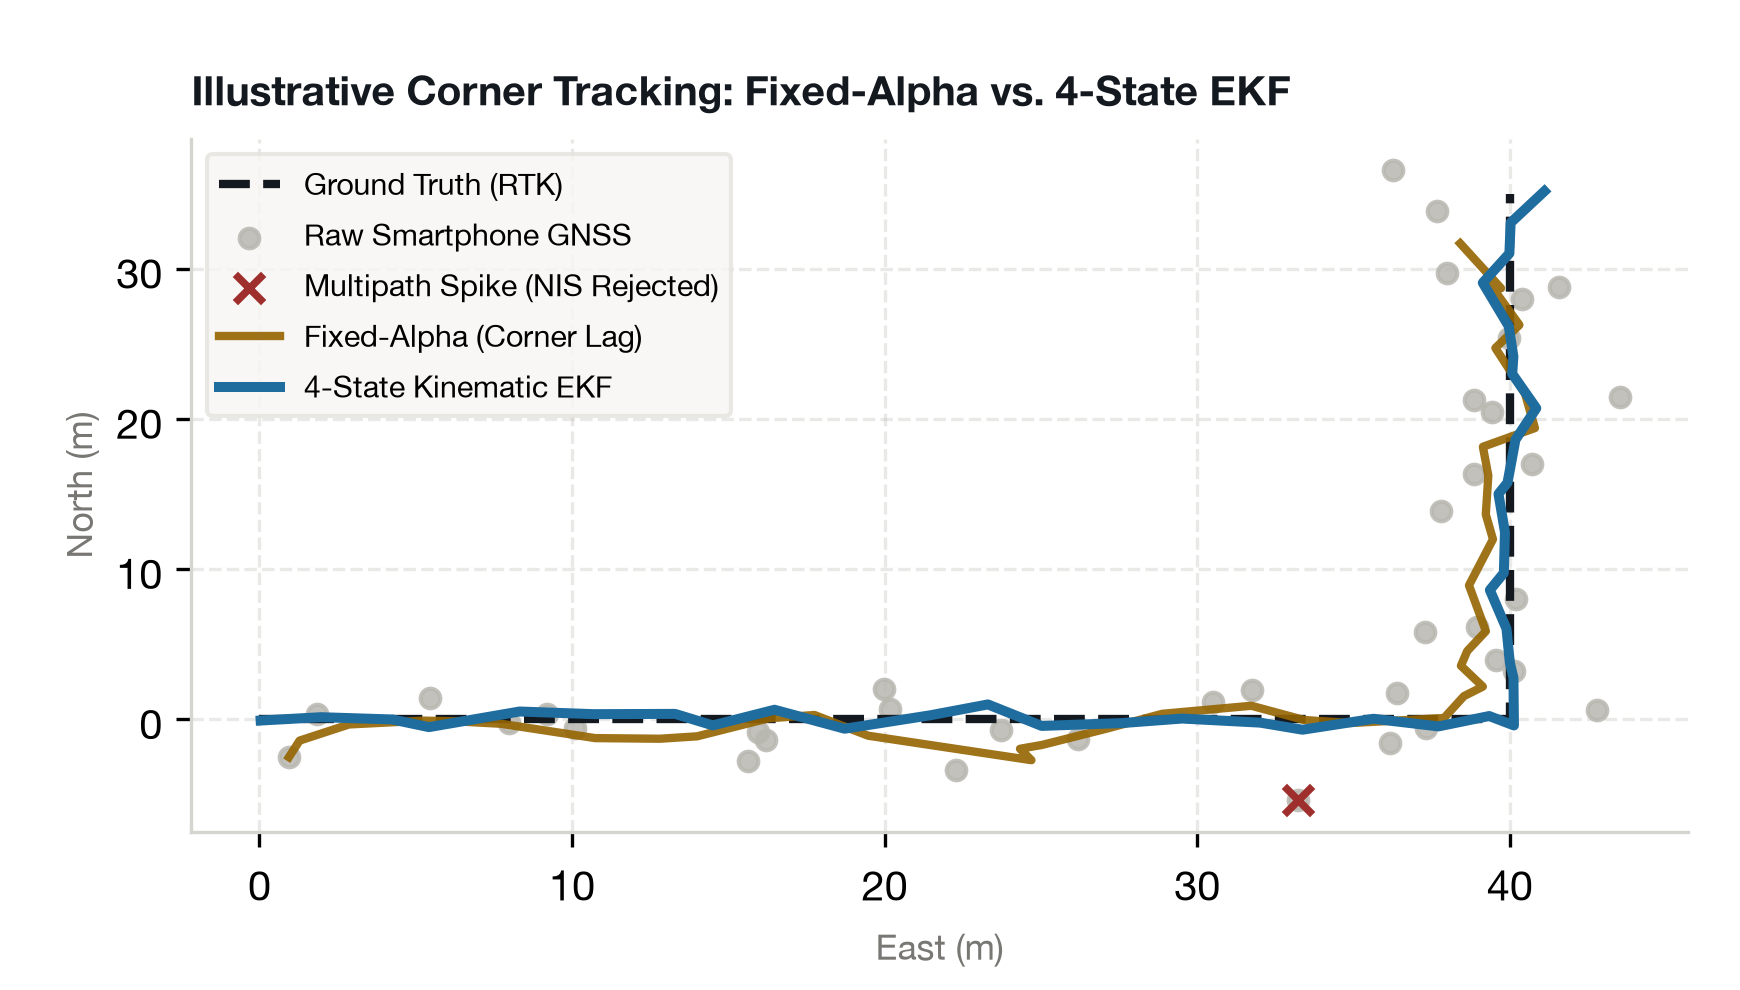 Illustrative Corner Tracking: Fixed-Alpha vs. 4-State EKF
Ground Truth (RTK)
Raw Smartphone GNSS
Multipath Spike (NIS Rejected)
Fixed-Alpha (Corner Lag)
4-State Kinematic EKF
North (m)
30
20
10
0
0 10 20 30 40
East (m)